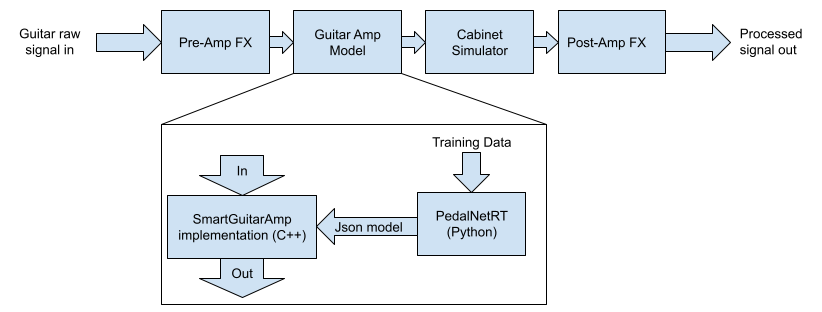 Guitar raw
signal in
Pre-Amp FX
Guitar Amp
Model
Cabinet
Simulator
Post-Amp FX
Processed
signal out
Training Data
In
SmartGuitarAmp
implementation (C++)
Json model
PedalNetRT
(Python)
Out